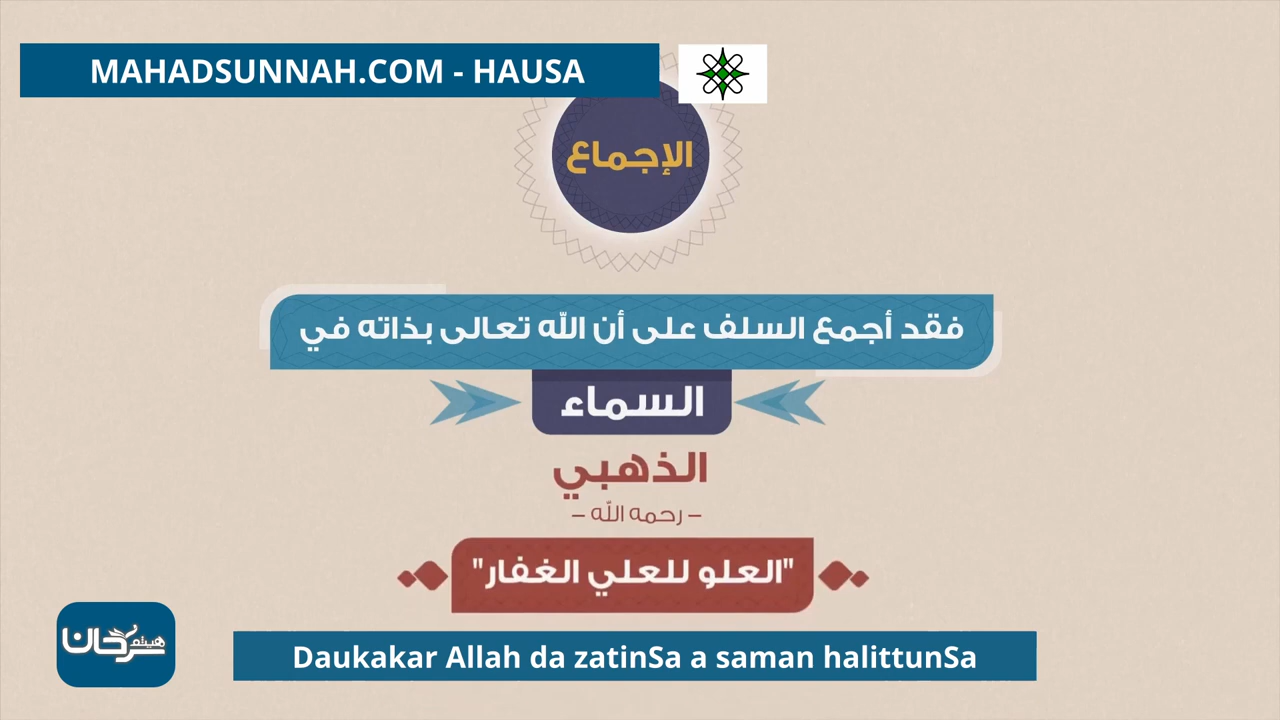 MAHADSUNNAH.COM - HAUSA
الإجماع
فقد أجمع السلف على أن الله تعالى بذاته في
السماء
الذهبي
– رحمه الله –
"العلو للعلي الغفار"
هيثم
سرحان
Daukakar Allah da zatinSa a saman halittunSa